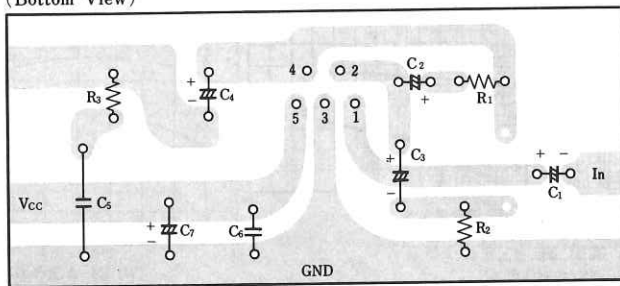 (Bottom View)
4 2 C2
+ - C4
R3
+ R1
5 3 1
+ - C3
+ - In
C1
VCC C5
+ - C7
C6
R2
GND